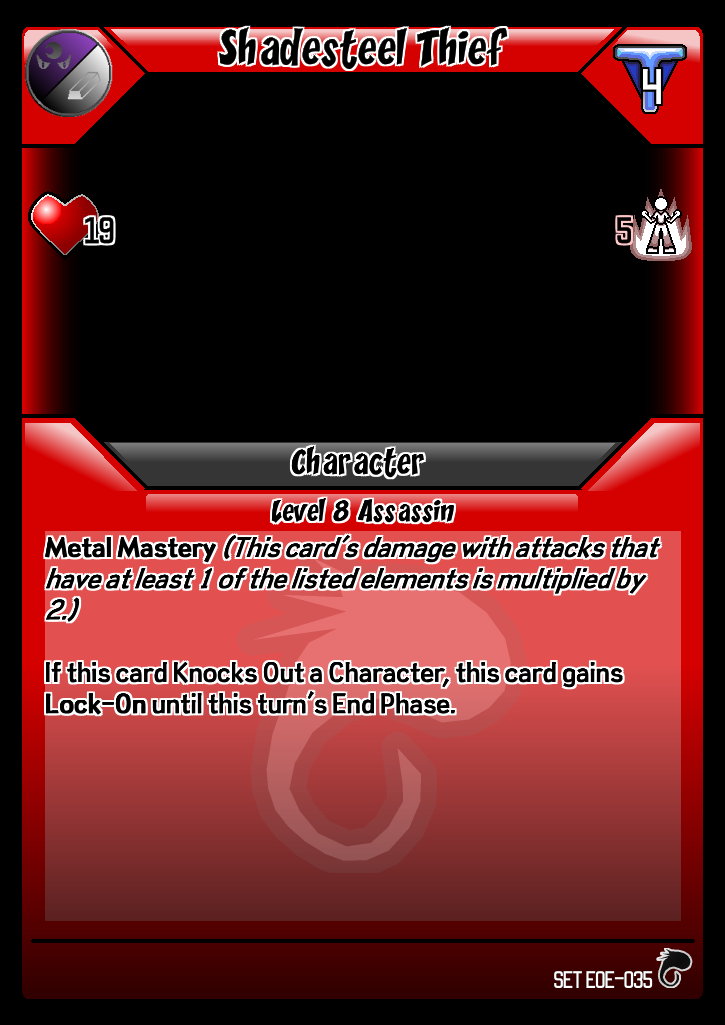 Shadesteel Thief
4
19
5
Character
Level 8 Assassin
Metal Mastery (This card's damage with attacks that
have at least 1 of the listed elements is multiplied by
2.)
If this card Knocks Out a Character, this card gains
Lock-On until this turn's End Phase.
SET EOE-035